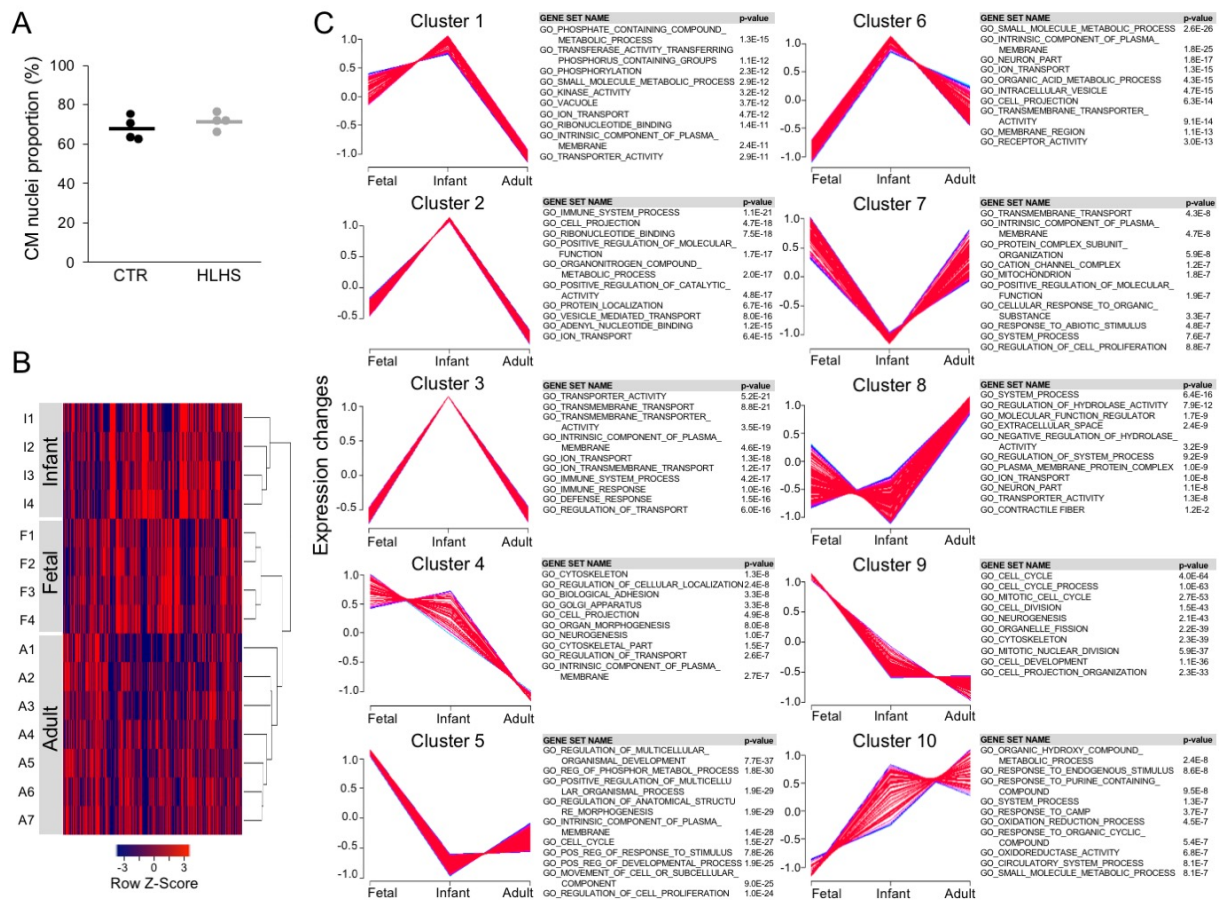 A
CM nuclei proportion (%)
100
80
60
40
20
0
CTR
HLHS
B
Infant
Fetal
Adult
I1
I2
I3
I4
F1
F2
F3
F4
A1
A2
A3
A4
A5
A6
A7
-3 0 3
Row Z-Score
C
Expression changes
Cluster 1
1.0
0.5
0.0
-0.5
-1.0
Fetal Infant Adult
GENE SET NAME p-value
GO_PHOSPHATE_CONTAINING_COMPOUND_
METABOLIC_PROCESS 1.3E-15
GO_TRANSFERASE_ACTIVITY_TRANSFERRING
PHOSPHORUS_CONTAINING_GROUPS 1.1E-12
GO_PHOSPHORYLATION 2.3E-12
GO_SMALL_MOLECULE_METABOLIC_PROCESS 2.9E-12
GO_KINASE_ACTIVITY 3.2E-12
GO_VACUOLE 3.7E-12
GO_ION_TRANSPORT 4.7E-12
GO_RIBONUCLEOTIDE_BINDING 1.4E-11
GO_INTRINSIC_COMPONENT_OF_PLASMA_
MEMBRANE 2.4E-11
GO_TRANSPORTER_ACTIVITY 2.9E-11
Cluster 2
1.0
0.5
0.0
-0.5
Fetal Infant Adult
GENE SET NAME p-value
GO_IMMUNE_SYSTEM_PROCESS 1.1E-21
GO_CELL_PROJECTION 4.7E-18
GO_RIBONUCLEOTIDE_BINDING 7.5E-18
GO_POSITIVE_REGULATION_OF_MOLECULAR_
FUNCTION 1.7E-17
GO_ORGANONITROGEN_COMPOUND_
METABOLIC_PROCESS 2.0E-17
GO_POSITIVE_REGULATION_OF_CATALYTIC_
ACTIVITY 4.8E-17
GO_PROTEIN_LOCALIZATION 6.7E-16
GO_VESICLE_MEDIATED_TRANSPORT 8.0E-16
GO_ADENYL_NUCLEOTIDE_BINDING 1.2E-15
GO_ION_TRANSPORT 6.4E-15
Cluster 3
1.0
0.5
0.0
-0.5
Fetal Infant Adult
GENE SET NAME p-value
GO_TRANSPORTER_ACTIVITY 5.2E-21
GO_TRANSMEMBRANE_TRANSPORT 8.8E-21
GO_TRANSMEMBRANE_TRANSPORTER_
ACTIVITY 3.5E-19
GO_INTRINSIC_COMPONENT_OF_PLASMA_
MEMBRANE 4.6E-19
GO_ION_TRANSPORT 1.3E-18
GO_ION_TRANSMEMBRANE_TRANSPORT 1.2E-17
GO_IMMUNE_SYSTEM_PROCESS 4.2E-17
GO_IMMUNE_RESPONSE 1.0E-16
GO_DEFENSE_RESPONSE 1.5E-16
GO_REGULATION_OF_TRANSPORT 6.0E-16
Cluster 4
1.0
0.5
0.0
-0.5
-1.0
Fetal Infant Adult
GENE SET NAME p-value
GO_CYTOSKELETON 1.3E-8
GO_REGULATION_OF_CELLULAR_LOCALIZATION 2.4E-8
GO_BIOLOGICAL_ADHESION 3.3E-8
GO_GOLGI_APPARATUS 3.3E-8
GO_CELL_PROJECTION 4.9E-8
GO_ORGAN_MORPHOGENESIS 8.0E-8
GO_NEUROGENESIS 1.0E-7
GO_CYTOSKELETAL_PART 1.5E-7
GO_REGULATION_OF_TRANSPORT 2.6E-7
GO_INTRINSIC_COMPONENT_OF_PLASMA_
MEMBRANE 2.7E-7
Cluster 5
1.0
0.5
0.0
-0.5
-1.0
Fetal Infant Adult
GENE SET NAME p-value
GO_REGULATION_OF_MULTICELLULAR_
ORGANISMAL_DEVELOPMENT 7.7E-37
GO_REG_OF_PHOSPHOR_METABOL_PROCESS 1.8E-30
GO_POSITIVE_REGULATION_OF_MULTICELLU
LAR_ORGANISMAL_PROCESS 1.9E-29
GO_REGULATION_OF_ANATOMICAL_STRUCTU
RE_MORPHOGENESIS 1.9E-29
GO_INTRINSIC_COMPONENT_OF_PLASMA_
MEMBRANE 1.4E-28
GO_CELL_CYCLE 1.5E-27
GO_POS_REG_OF_RESPONSE_TO_STIMULUS 7.8E-26
GO_POS_REG_OF_DEVELOPMENTAL_PROCESS 1.9E-25
GO_MOVEMENT_OF_CELL_OR_SUBCELLULAR_
COMPONENT 9.0E-25
GO_REGULATION_OF_CELL_PROLIFERATION 1.0E-24
Cluster 6
1.0
0.5
0.0
-0.5
-1.0
Fetal Infant Adult
GENE SET NAME p-value
GO_SMALL_MOLECULE_METABOLIC_PROCESS 2.6E-26
GO_INTRINSIC_COMPONENT_OF_PLASMA_
MEMBRANE 1.8E-25
GO_NEURON_PART 1.8E-17
GO_ION_TRANSPORT 1.3E-15
GO_ORGANIC_ACID_METABOLIC_PROCESS 4.3E-15
GO_INTRACELLULAR_VESICLE 4.7E-15
GO_CELL_PROJECTION 6.3E-14
GO_TRANSMEMBRANE_TRANSPORTER_
ACTIVITY 9.1E-14
GO_MEMBRANE_REGION 1.1E-13
GO_RECEPTOR_ACTIVITY 3.0E-13
Cluster 7
1.0
0.5
0.0
-0.5
-1.0
Fetal Infant Adult
GENE SET NAME p-value
GO_TRANSMEMBRANE_TRANSPORT 4.3E-8
GO_INTRINSIC_COMPONENT_OF_PLASMA_
MEMBRANE 4.7E-8
GO_PROTEIN_COMPLEX_SUBUNIT_
ORGANIZATION 5.9E-8
GO_CATION_CHANNEL_COMPLEX 1.2E-7
GO_MITOCHONDRION 1.8E-7
GO_POSITIVE_REGULATION_OF_MOLECULAR_
FUNCTION 1.9E-7
GO_CELLULAR_RESPONSE_TO_ORGANIC_
SUBSTANCE 3.3E-7
GO_RESPONSE_TO_ABIOTIC_STIMULUS 4.8E-7
GO_SYSTEM_PROCESS 7.6E-7
GO_REGULATION_OF_CELL_PROLIFERATION 8.8E-7
Cluster 8
1.0
0.5
0.0
-0.5
-1.0
Fetal Infant Adult
GENE SET NAME p-value
GO_SYSTEM_PROCESS 6.4E-16
GO_REGULATION_OF_HYDROLASE_ACTIVITY 7.9E-12
GO_MOLECULAR_FUNCTION_REGULATOR 1.7E-9
GO_EXTRACELLULAR_SPACE 2.4E-9
GO_NEGATIVE_REGULATION_OF_HYDROLASE_
ACTIVITY 3.2E-9
GO_REGULATION_OF_SYSTEM_PROCESS 9.2E-9
GO_PLASMA_MEMBRANE_PROTEIN_COMPLEX 1.0E-9
GO_ION_TRANSPORT 1.0E-8
GO_NEURON_PART 1.1E-8
GO_TRANSPORTER_ACTIVITY 1.3E-8
GO_CONTRACTILE FIBER 1.2E-2
Cluster 9
1.0
0.5
0.0
-0.5
-1.0
Fetal Infant Adult
GENE SET NAME p-value
GO_CELL_CYCLE 4.0E-64
GO_CELL_CYCLE_PROCESS 1.0E-63
GO_MITOTIC_CELL_CYCLE 2.7E-53
GO_CELL_DIVISION 1.5E-43
GO_NEUROGENESIS 2.1E-43
GO_ORGANELLE_FISSION 2.2E-39
GO_CYTOSKELETON 2.3E-39
GO_MITOTIC_NUCLEAR_DIVISION 5.9E-37
GO_CELL_DEVELOPMENT 1.1E-36
GO_CELL_PROJECTION_ORGANIZATION 2.3E-33
Cluster 10
1.0
0.5
0.0
-0.5
-1.0
Fetal Infant Adult
GENE SET NAME p-value
GO_ORGANIC_HYDROXY_COMPOUND_
METABOLIC_PROCESS 2.4E-8
GO_RESPONSE_TO_ENDOGENOUS_STIMULUS 8.6E-8
GO_RESPONSE_TO_PURINE_CONTAINING_
COMPOUND 9.5E-8
GO_SYSTEM_PROCESS 1.3E-7
GO_RESPONSE_TO_CAMP 3.7E-7
GO_OXIDATION_REDUCTION_PROCESS 4.5E-7
GO_RESPONSE_TO_ORGANIC_CYCLIC_
COMPOUND 5.4E-7
GO_OXIDOREDUCTASE_ACTIVITY 6.8E-7
GO_CIRCULATORY_SYSTEM_PROCESS 8.1E-7
GO_SMALL_MOLECULE_METABOLIC_PROCESS 8.1E-7